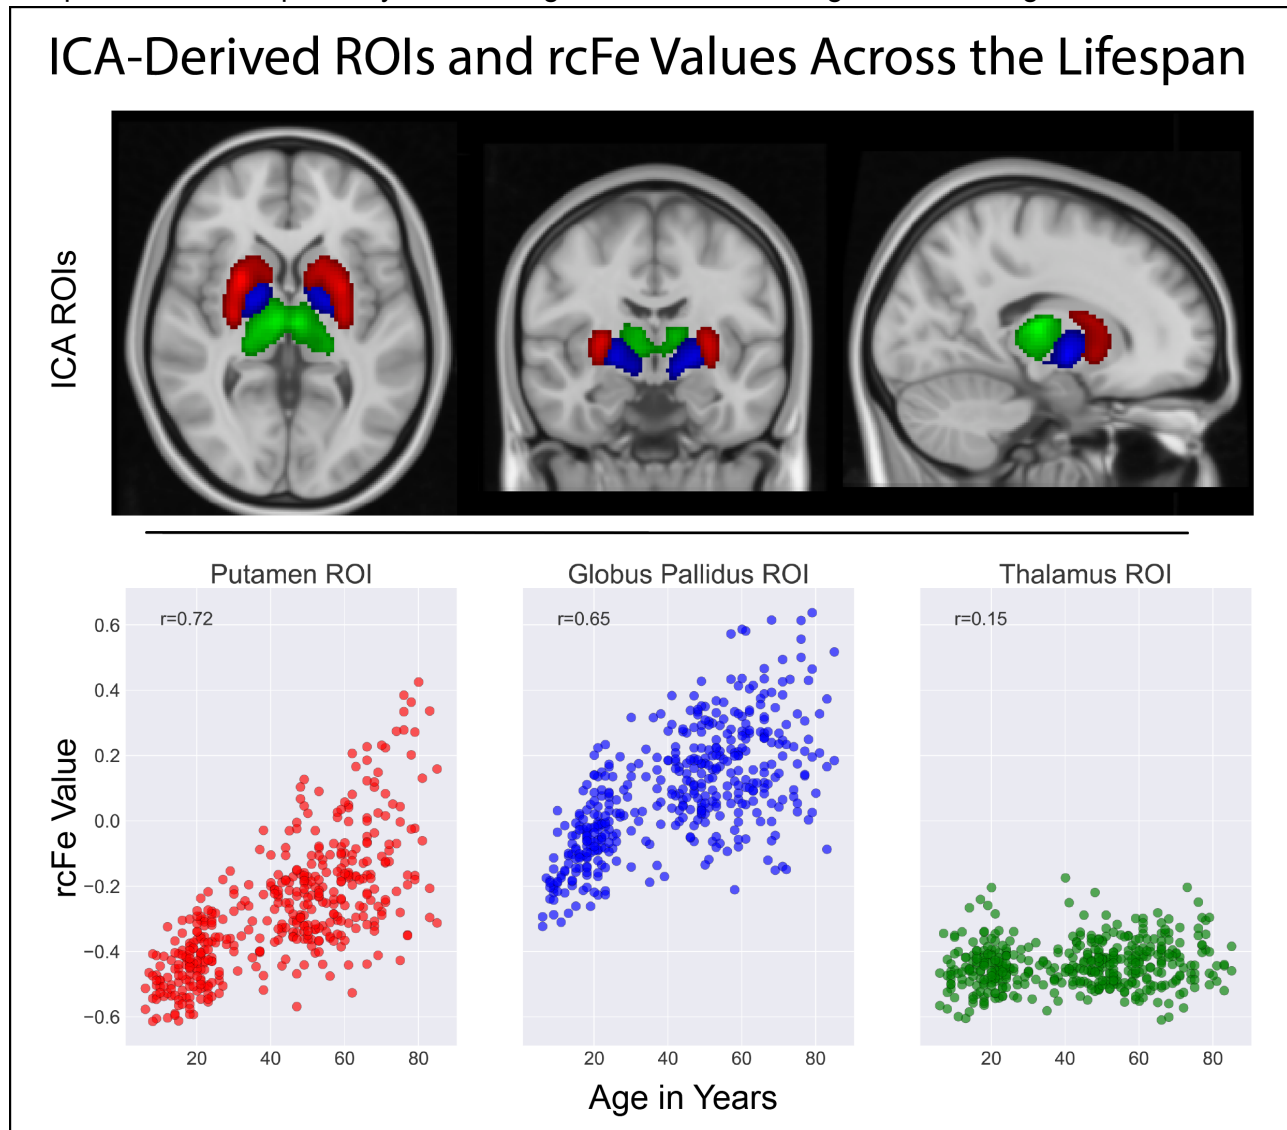 ICA-Derived ROIs and rcFe Values Across the Lifespan
ICA ROIs
Putamen ROI
Globus Pallidus ROI
Thalamus ROI
r=0.72
r=0.65
r=0.15
rcFe Value
0.6
0.4
0.2
0.0
−0.2
−0.4
−0.6
20 40 60 80
20 40 60 80
20 40 60 80
Age in Years